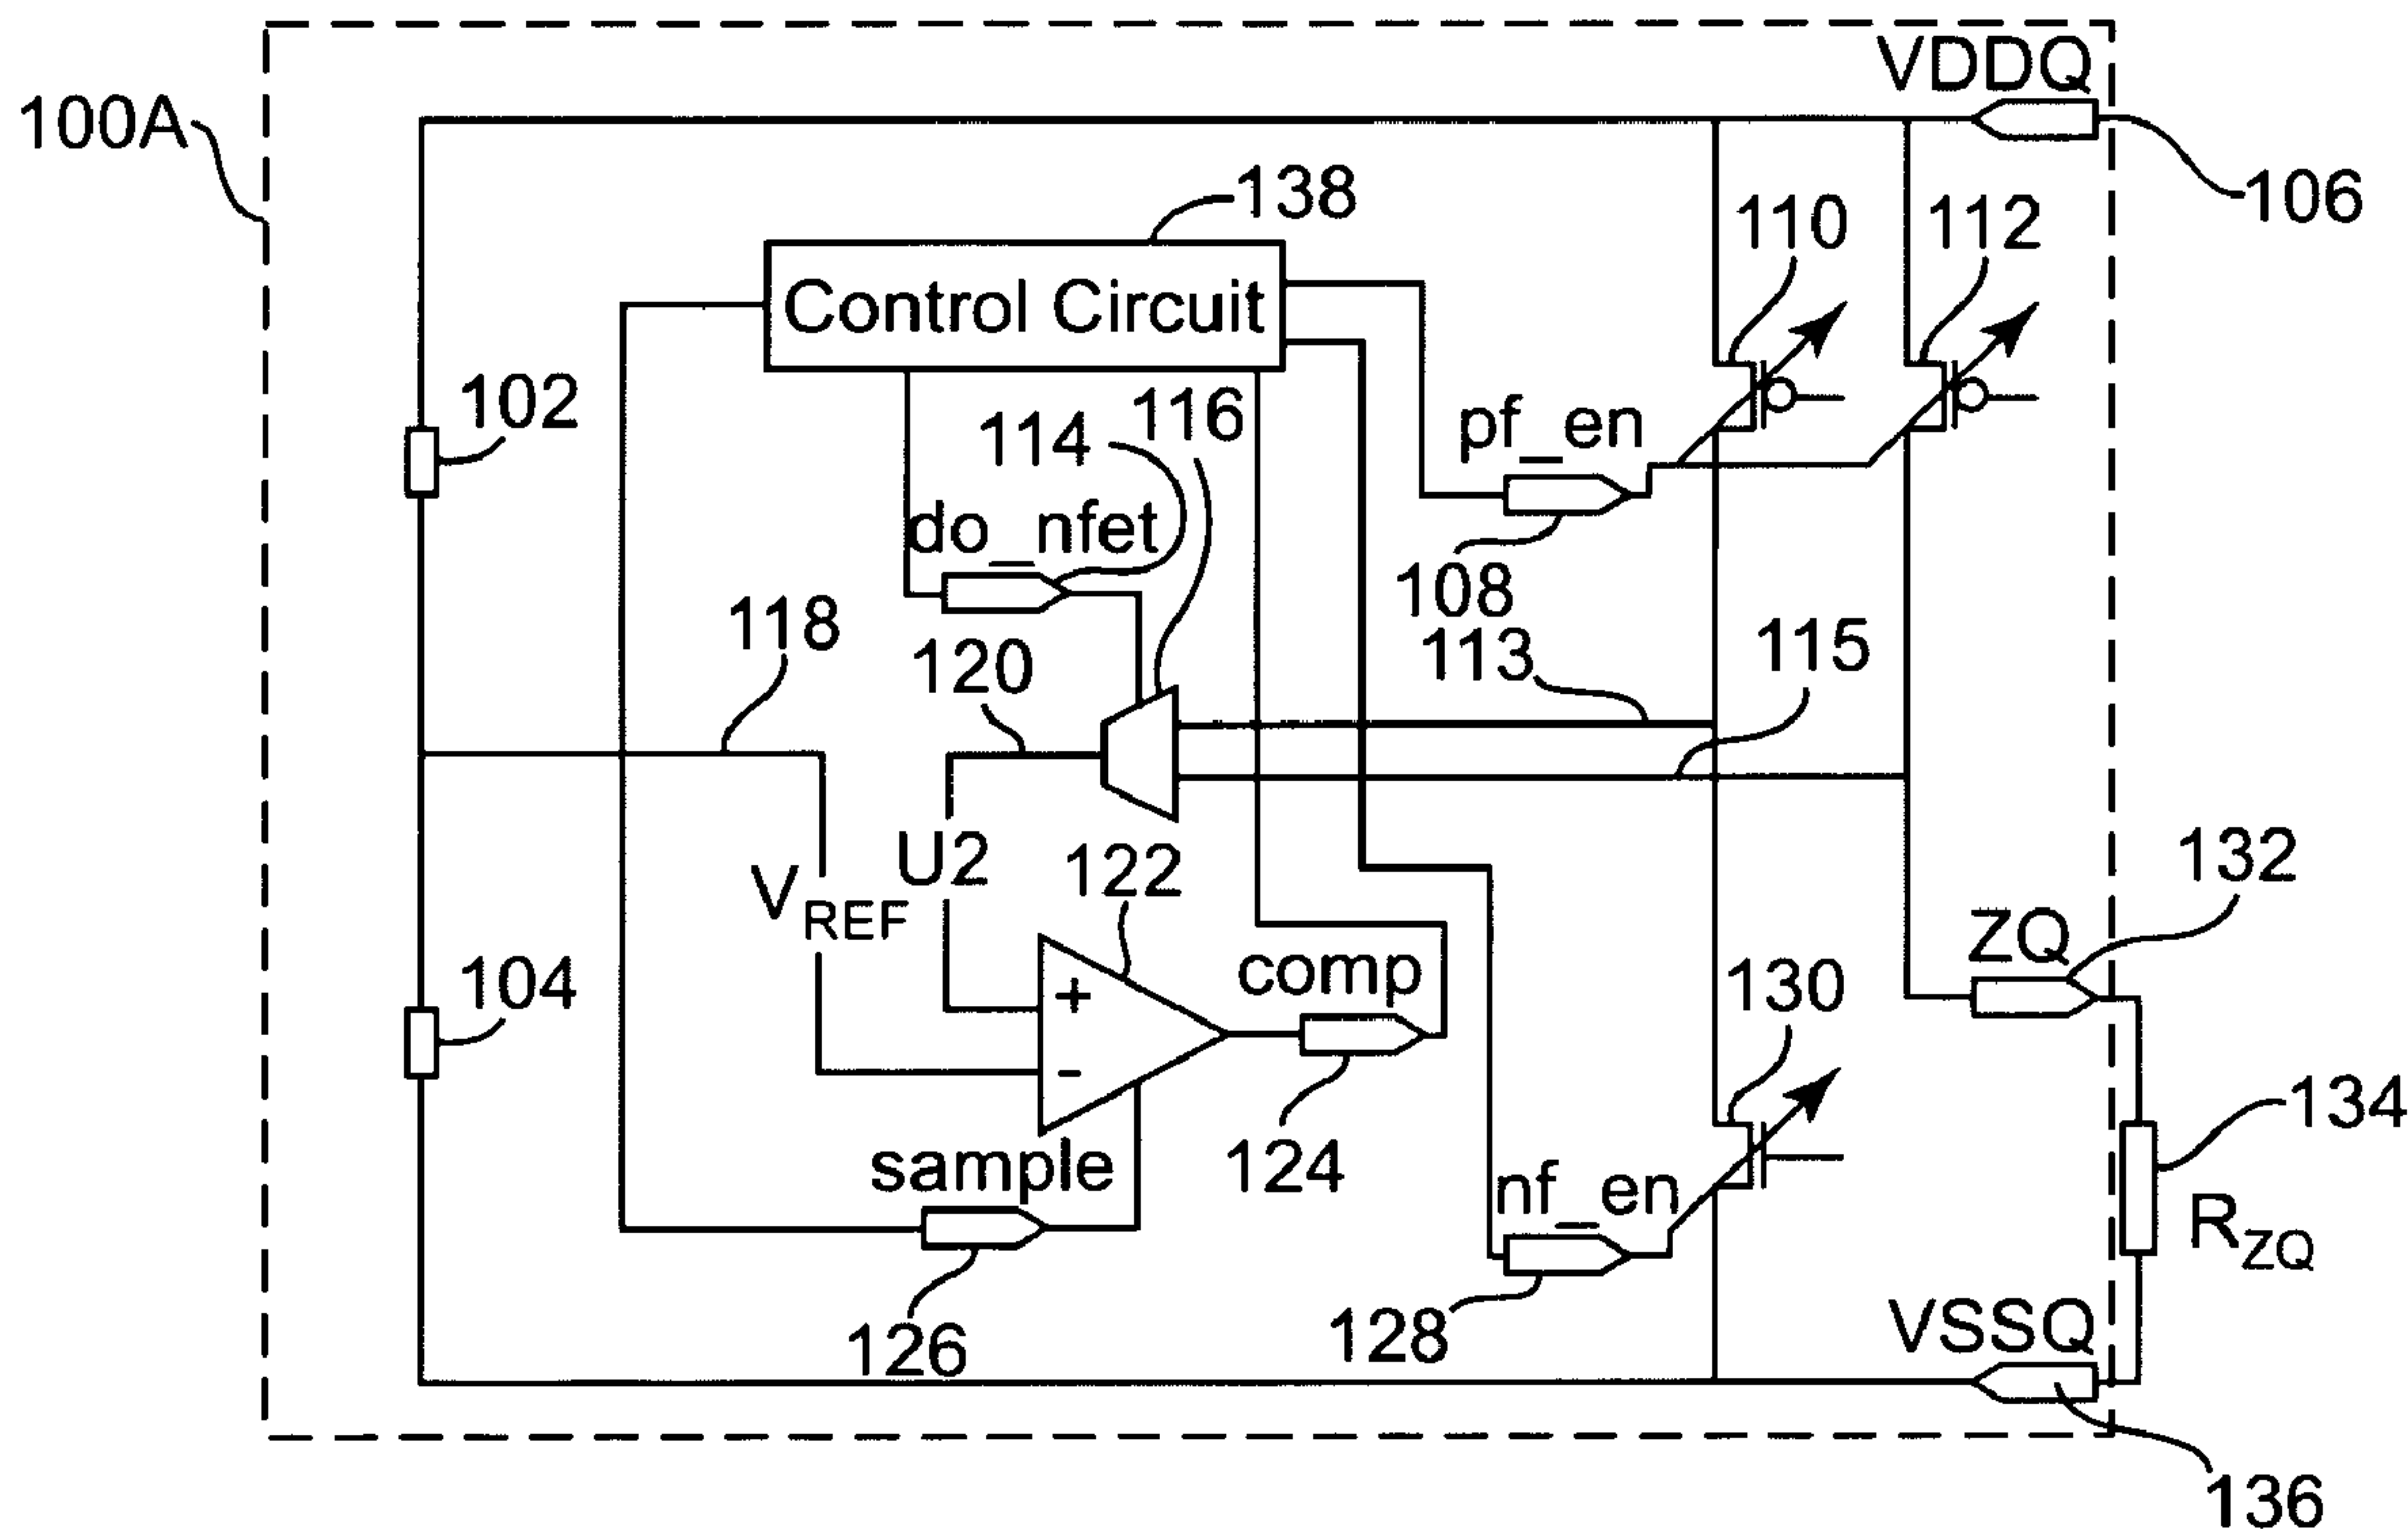 VDDQ
100A
106
138
110
112
Control Circuit
116
102
114
pf_en
do_nfet
108
118
120
113
115
U2
122
132
VREF
ZQ
104
comp
130
134
124
sample
nf_en
RZQ
126
128
VSSQ
136
+
-